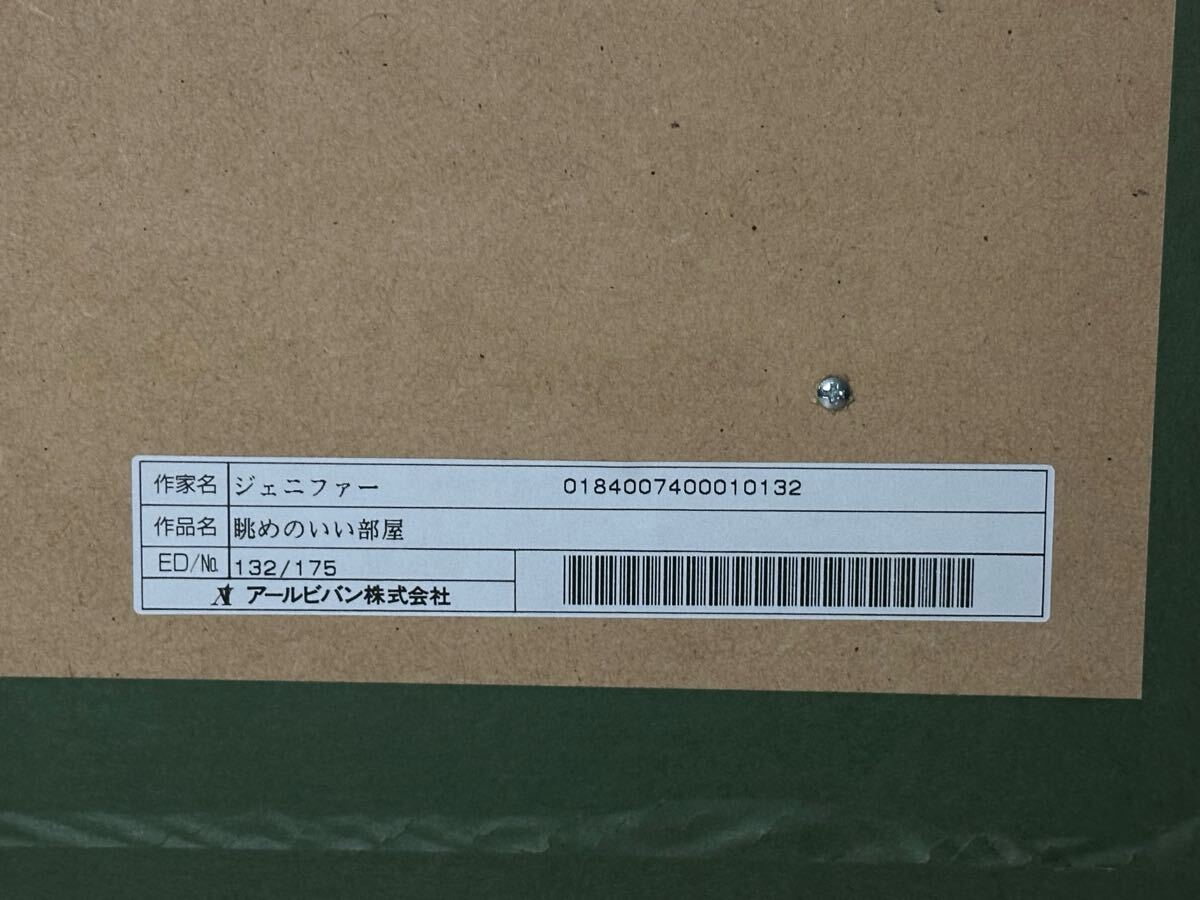 作家名 ジェニファー 0184007400010132
作品名 眺めのいい部屋
ED/No. 132/175
アールビバン株式会社